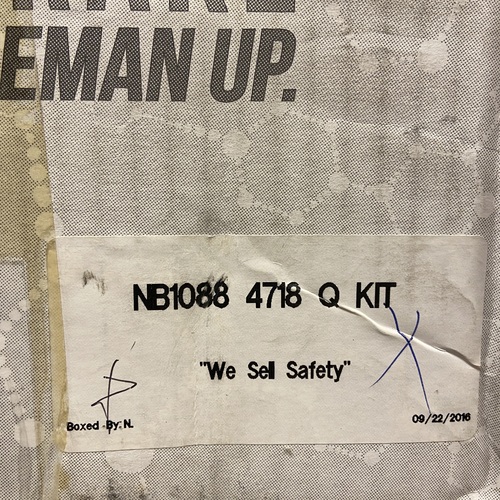 EMAN UP.
NB1088 4718 Q KIT
"We Sell Safety"
Boxed By: N.
09/22/2016